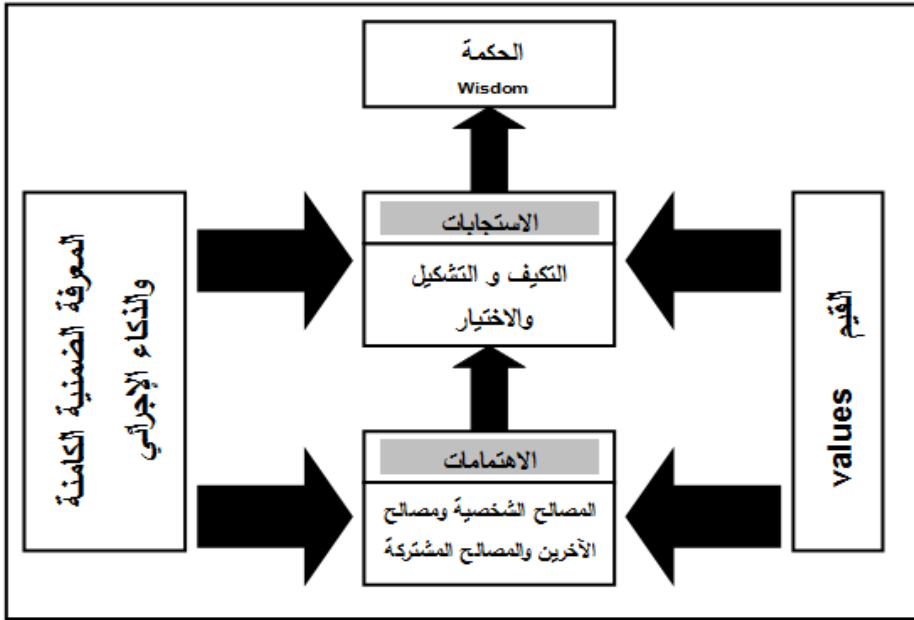 الحكمة
Wisdom
الاستجابات
التكيف و التشكيل
والاختيار
الاهتمامات
المصالح الشخصية ومصالح
الآخرين والمصالح المشتركة
القيم values
المعرفة الضمنية الكامنة
والذكاء الإجرائي